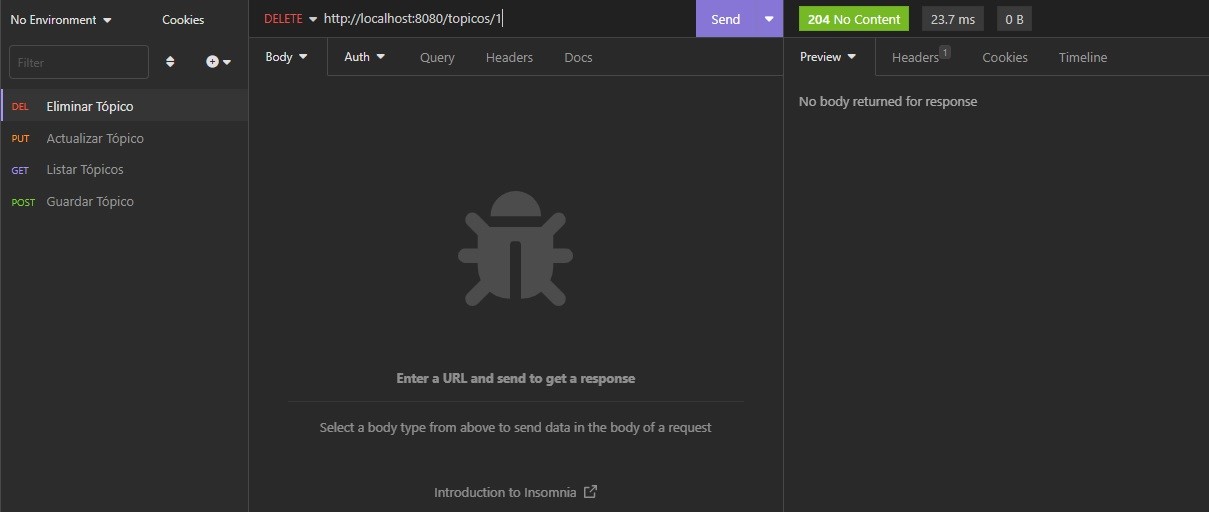 No Environment
Cookies
Filter
DEL Eliminar Tópico
PUT Actualizar Tópico
GET Listar Tópicos
POST Guardar Tópico
DELETE http://localhost:8080/topicos/1
Send
Body
Auth
Query
Headers
Docs
Enter a URL and send to get a response
Select a body type from above to send data in the body of a request
Introduction to Insomnia
204 No Content
23.7 ms
0 B
Preview
Headers 1
Cookies
Timeline
No body returned for response